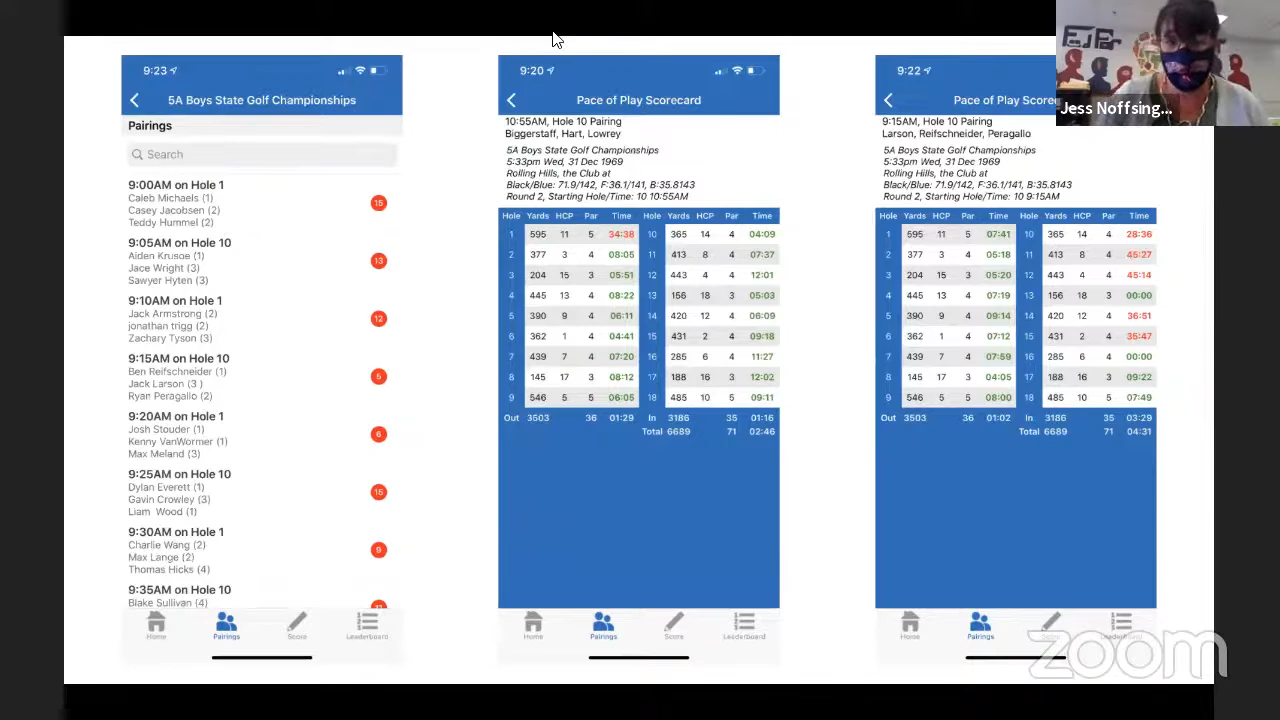 9:23
5A Boys State Golf Championships
Pairings
Search
9:00AM on Hole 1
Caleb Michaels (1)
Casey Jacobsen (2)
Teddy Hummel (2)
15
9:05AM on Hole 10
Aiden Krusoe (1)
Jace Wright (3)
Sawyer Hyten (3)
13
9:10AM on Hole 1
Jack Armstrong (2)
jonathan trigg (2)
Zachary Tyson (3)
12
9:15AM on Hole 10
Ben Reifschneider (1)
Jack Larson (3 )
Ryan Peragallo (2)
5
9:20AM on Hole 1
Josh Stouder (1)
Kenny VanWormer (1)
Max Meland (3)
6
9:25AM on Hole 10
Dylan Everett (1)
Gavin Crowley (3)
Liam Wood (1)
15
9:30AM on Hole 1
Charlie Wang (2)
Max Lange (2)
Thomas Hicks (4)
9
9:35AM on Hole 10
Blake Sullivan (4)
Home Pairings Score Leaderboard
9:20
Pace of Play Scorecard
10:55AM, Hole 10 Pairing
Biggerstaff, Hart, Lowrey
5A Boys State Golf Championships
5:33pm Wed, 31 Dec 1969
Rolling Hills, the Club at
Black/Blue: 71.9/142, F:36.1/141, B:35.8143
Round 2, Starting Hole/Time: 10 10:55AM
Hole Yards HCP Par Time Hole Yards HCP Par Time
1 595 11 5 34:38 10 365 14 4 04:09
2 377 3 4 08:05 11 413 8 4 07:37
3 204 15 3 05:51 12 443 4 4 12:01
4 445 13 4 08:22 13 156 18 3 05:03
5 390 9 4 06:11 14 420 12 4 06:09
6 362 1 4 04:41 15 431 2 4 09:18
7 439 7 4 07:20 16 285 6 4 11:27
8 145 17 3 08:12 17 188 16 3 12:02
9 546 5 5 06:05 18 485 10 5 09:11
Out 3503 36 01:29 In 3186 35 01:16
Total 6689 71 02:46
Home Pairings Score Leaderboard
9:22
Pace of Play
9:15AM, Hole 10 Pairing
Larson, Reifschneider, Peragallo
5A Boys State Golf Championships
5:33pm Wed, 31 Dec 1969
Rolling Hills, the Club at
Black/Blue: 71.9/142, F:36.1/141, B:35.8143
Round 2, Starting Hole/Time: 10 9:15AM
Hole Yards HCP Par Time Hole Yards HCP Par Time
1 595 11 5 07:41 10 365 14 4 28:36
2 377 3 4 05:18 11 413 8 4 45:27
3 204 15 3 05:20 12 443 4 4 45:14
4 445 13 4 07:19 13 156 18 3 00:00
5 390 9 4 09:14 14 420 12 4 36:51
6 362 1 4 07:12 15 431 2 4 35:47
7 439 7 4 07:59 16 285 6 4 00:00
8 145 17 3 04:05 17 188 16 3 09:22
9 546 5 5 08:00 18 485 10 5 07:49
Out 3503 36 01:02 In 3186 35 03:29
Total 6689 71 04:31
Home Pairings
Jess Noffsing...
zoom